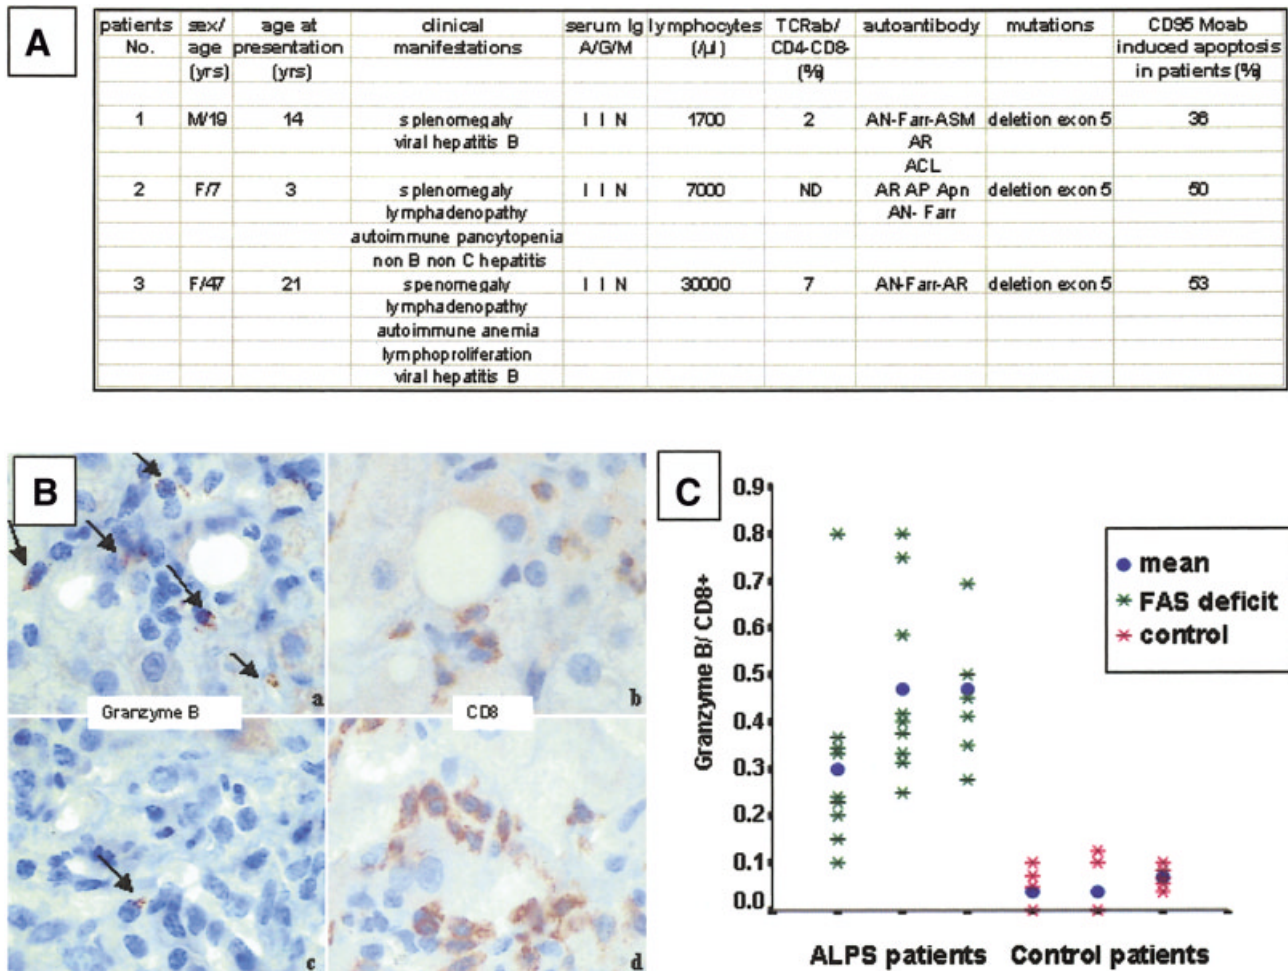 A
patients sex/ age at clinical serum Ig lymphocytes TCRab/ autoantibody mutations CD95 Moab
No. age presentation manifestations A/G/M (/µl) CD4-CD8- induced apoptosis
(yrs) (yrs) (%) in patients (%)
1 M/19 14 splenomegaly I I N 1700 2 AN-Farr-ASM deletion exon 5 36
viral hepatitis B AR
ACL
2 F/7 3 splenomegaly I I N 7000 ND AR AP Apn deletion exon 5 50
lymphadenopathy AN- Farr
autoimmune pancytopenia
non B non C hepatitis
3 F/47 21 spenomegaly I I N 30000 7 AN-Farr-AR deletion exon 5 53
lymphadenopathy
autoimmune anemia
lymphoproliferation
viral hepatitis B
B
a
b
Granzyme B
CD8
c
d
C
Granzyme B/ CD8+
0.9
0.8
0.7
0.6
0.5
0.4
0.3
0.2
0.1
0.0
mean
FAS deficit
control
ALPS patients Control patients